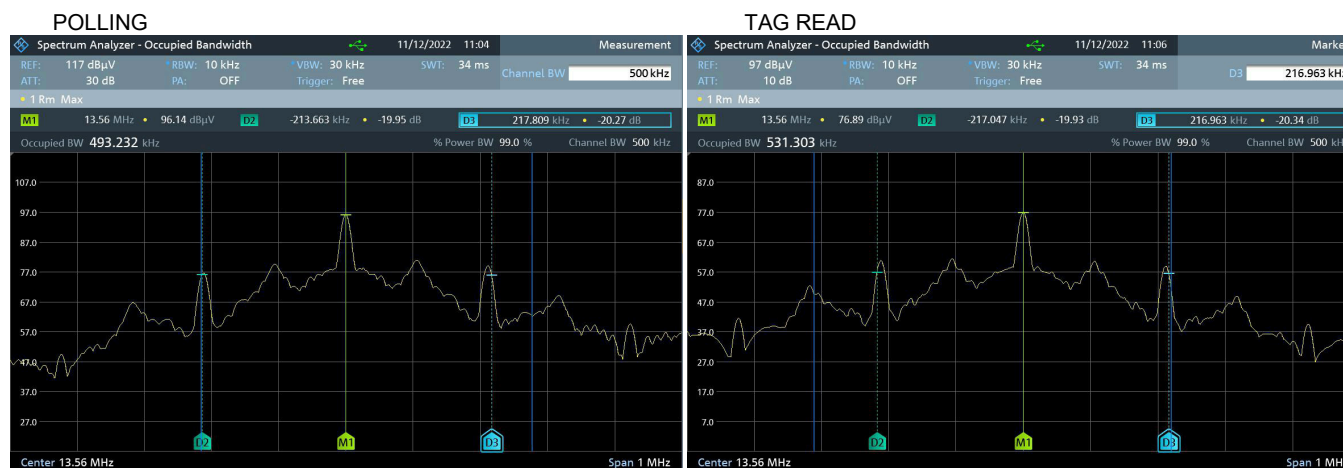 POLLING
Spectrum Analyzer - Occupied Bandwidth 11/12/2022 11:04 Measurement
REF: 117 dBµV *RBW: 10 kHz *VBW: 30 kHz SWT: 34 ms
ATT: 30 dB PA: OFF Trigger: Free
Channel BW 500 kHz
1 Rm Max
M1 13.56 MHz • 96.14 dBµV D2 -213.663 kHz • -19.95 dB D3 217.809 kHz • -20.27 dB
Occupied BW 493.232 kHz % Power BW 99.0 % Channel BW 500 kHz
107.0
97.0
87.0
77.0
67.0
57.0
47.0
37.0
27.0
D2 M1 D3
Center 13.56 MHz Span 1 MHz
TAG READ
Spectrum Analyzer - Occupied Bandwidth 11/12/2022 11:06 Marke
REF: 97 dBµV *RBW: 10 kHz *VBW: 30 kHz SWT: 34 ms
ATT: 10 dB PA: OFF Trigger: Free
D3 216.963 kHz
1 Rm Max
M1 13.56 MHz • 76.89 dBµV D2 -217.047 kHz • -19.93 dB D3 216.963 kHz • -20.34 dB
Occupied BW 531.303 kHz % Power BW 99.0 % Channel BW 500 kH
87.0
77.0
67.0
57.0
47.0
37.0
27.0
17.0
7.0
D2 M1 D3
Center 13.56 MHz Span 1 MH